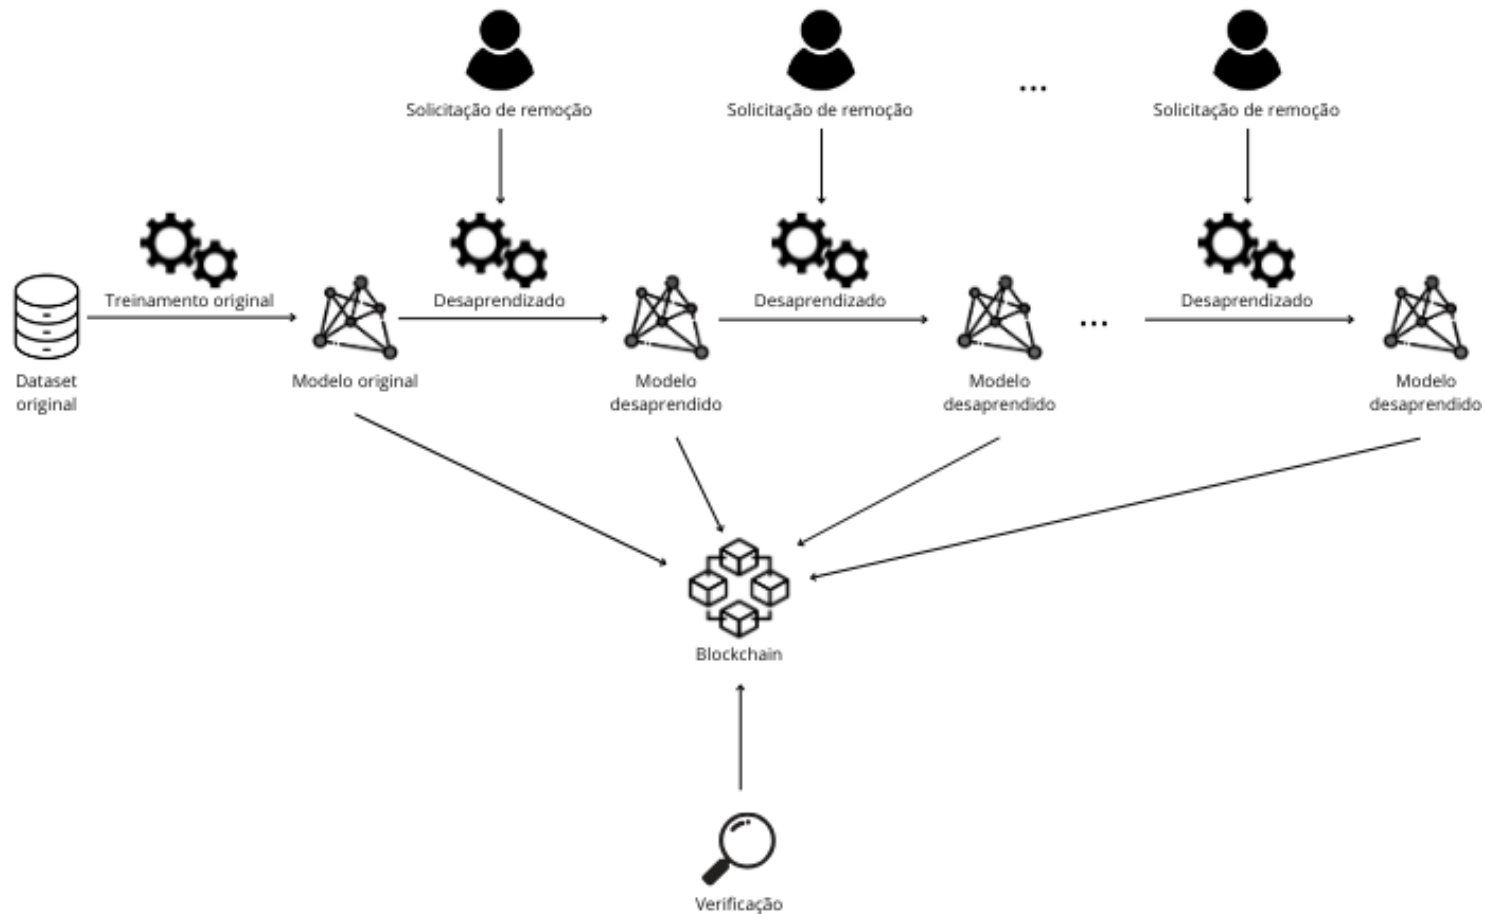 Solicitação de remoção
Solicitação de remoção
...
Solicitação de remoção
Treinamento original
Desaprendizado
Desaprendizado
...
Desaprendizado
Dataset
original
Modelo original
Modelo
desaprendido
Modelo
desaprendido
Modelo
desaprendido
Blockchain
Verificação